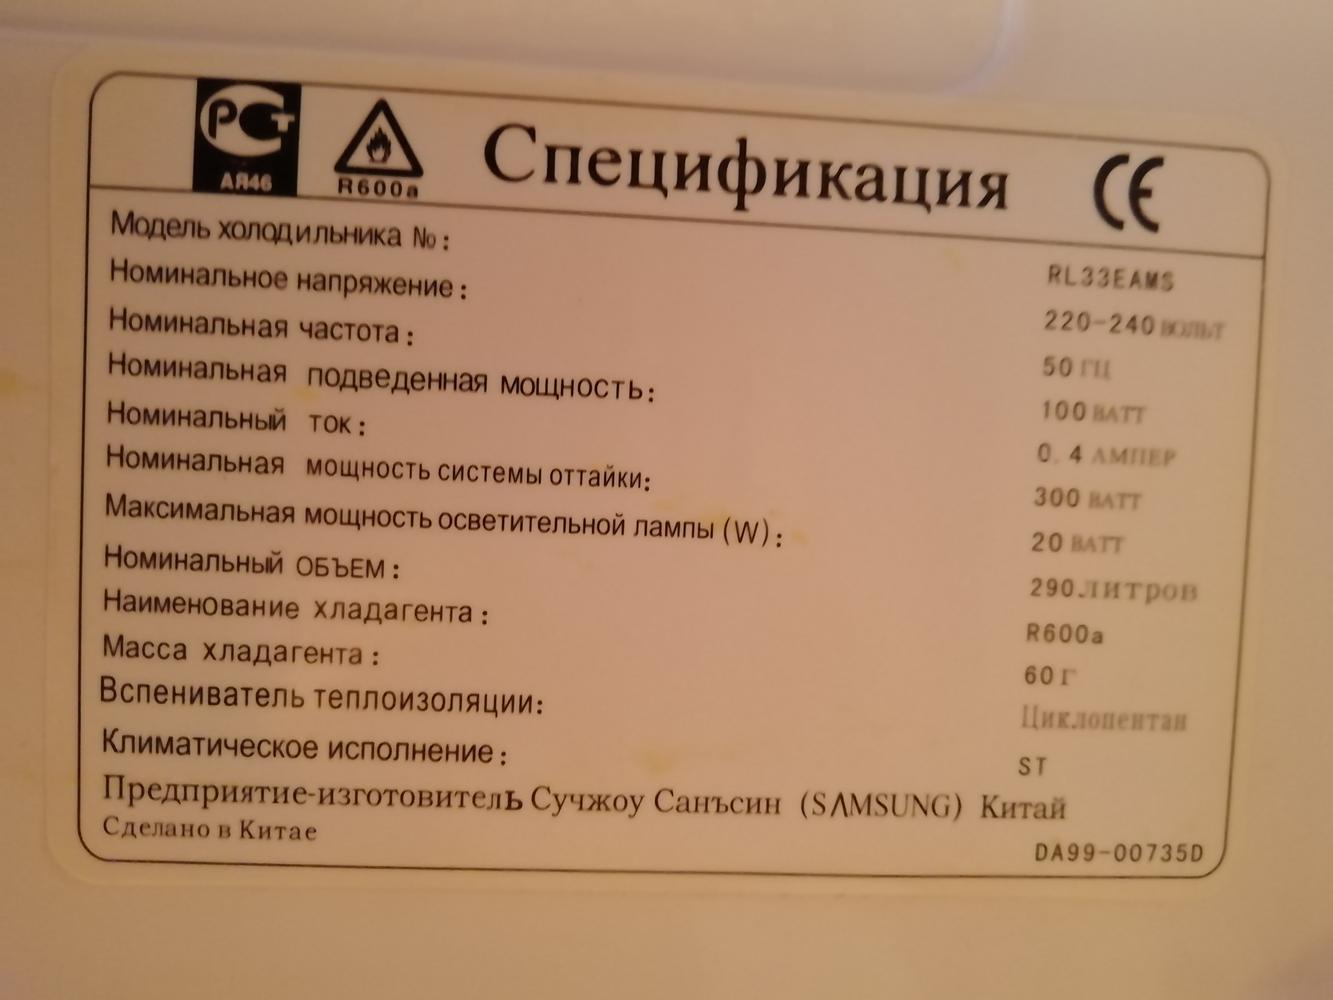 РСТ
АЯ46
R600a
Спецификация
CE
Модель холодильника №: RL33EAMS
Номинальное напряжение: 220-240 ВОЛЬТ
Номинальная частота: 50 ГЦ
Номинальная подведенная мощность: 100 ВАТТ
Номинальный ток: 0.4 АМПЕР
Номинальная мощность системы оттайки: 300 ВАТТ
Максимальная мощность осветительной лампы (W): 20 ВАТТ
Номинальный ОБЪЕМ: 290литров
Наименование хладагента: R600a
Масса хладагента: 60 Г
Вспениватель теплоизоляции: Циклопентан
Климатическое исполнение: ST
Предприятие-изготовитель Сучжоу Санъсин (SAMSUNG) Китай
Сделано в Китае
DA99-00735D